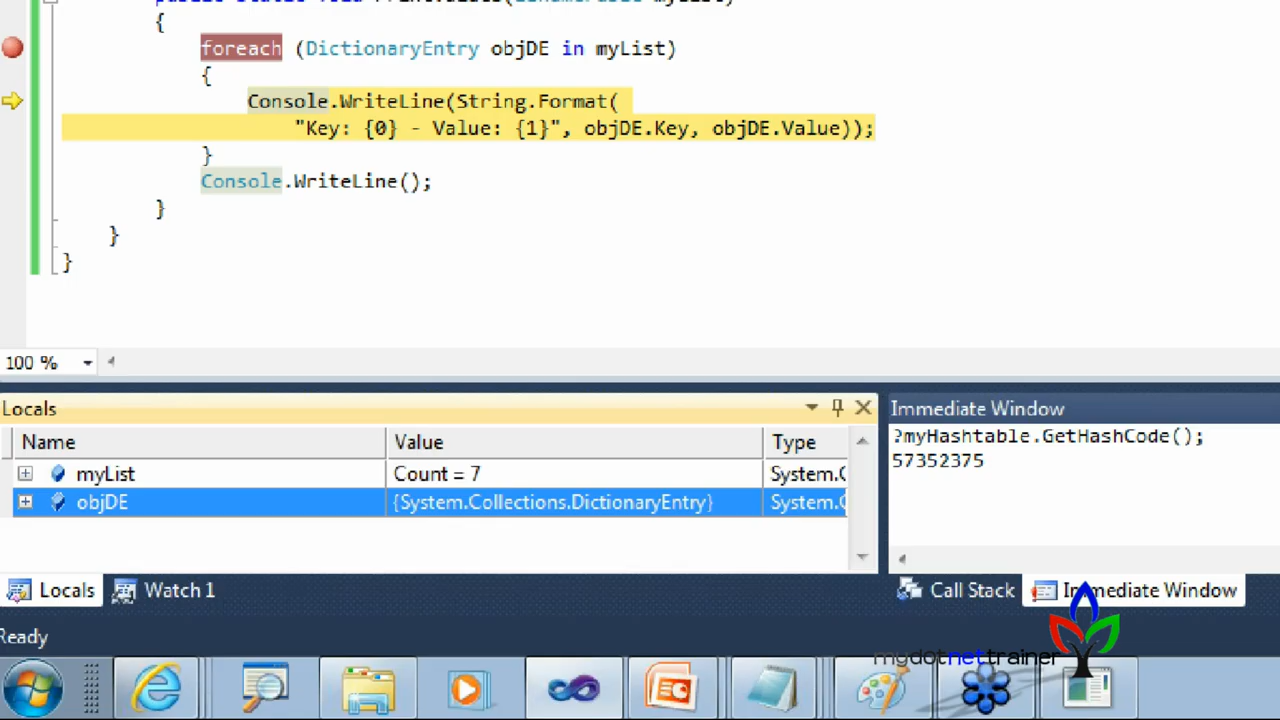 {
foreach (DictionaryEntry objDE in myList)
{
Console.WriteLine(String.Format(
"Key: {0} - Value: {1}", objDE.Key, objDE.Value));
}
Console.WriteLine();
}
}
}
100 %
Locals
Name Value Type
myList Count = 7 System.C
objDE {System.Collections.DictionaryEntry} System.C
Locals Watch 1
Immediate Window
?myHashtable.GetHashCode();
57352375
Call Stack Immediate Window
Ready
mydotnettrainer